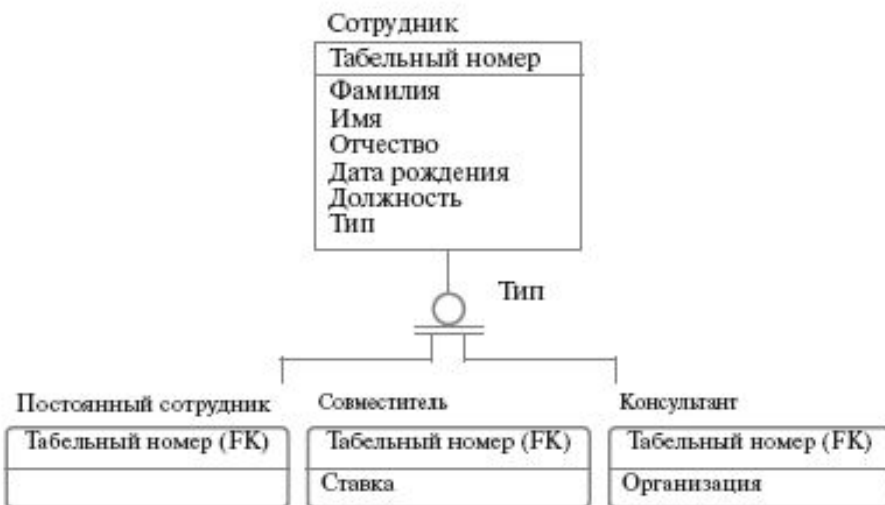 Сотрудник
Табельный номер
Фамилия
Имя
Отчество
Дата рождения
Должность
Тип
Тип
Постоянный сотрудник
Табельный номер (FK)
Совместитель
Табельный номер (FK)
Ставка
Консультант
Табельный номер (FK)
Организация